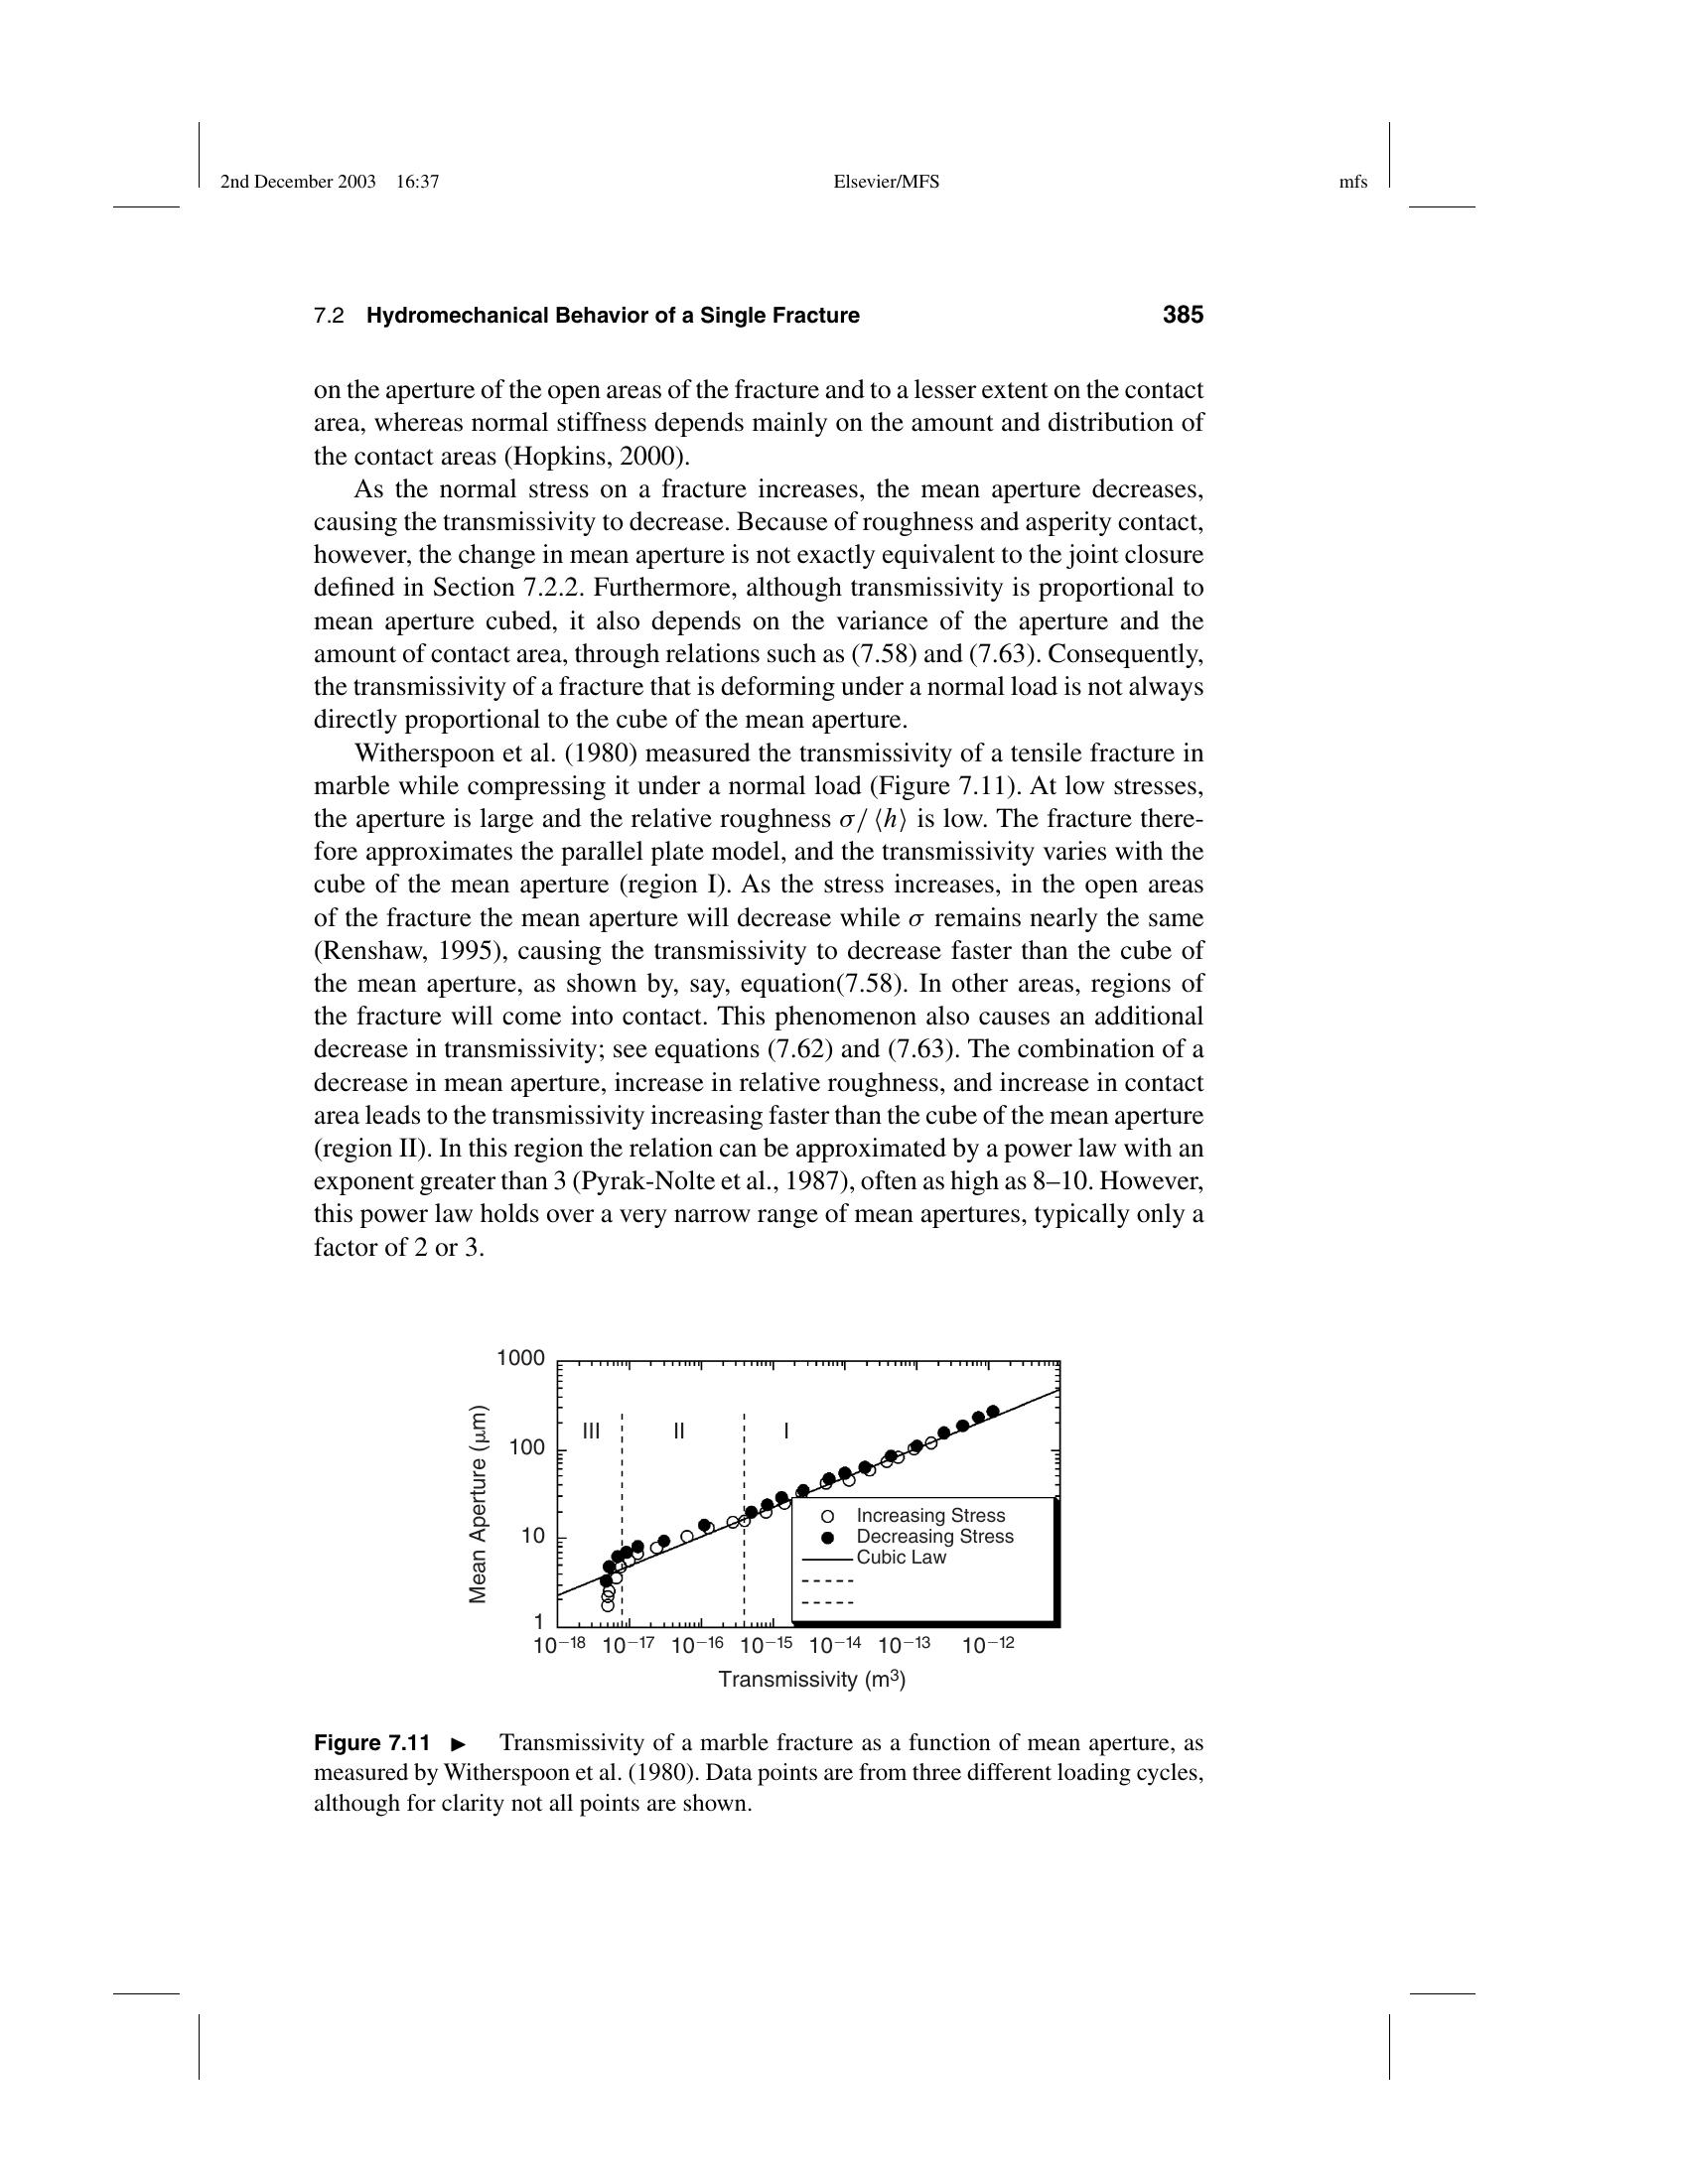 2nd December 2003 16:37 Elsevier/MFS mfs
7.2 Hydromechanical Behavior of a Single Fracture 385
on the aperture of the open areas of the fracture and to a lesser extent on the contact
area, whereas normal stiffness depends mainly on the amount and distribution of
the contact areas (Hopkins, 2000).
As the normal stress on a fracture increases, the mean aperture decreases,
causing the transmissivity to decrease. Because of roughness and asperity contact,
however, the change in mean aperture is not exactly equivalent to the joint closure
defined in Section 7.2.2. Furthermore, although transmissivity is proportional to
mean aperture cubed, it also depends on the variance of the aperture and the
amount of contact area, through relations such as (7.58) and (7.63). Consequently,
the transmissivity of a fracture that is deforming under a normal load is not always
directly proportional to the cube of the mean aperture.
Witherspoon et al. (1980) measured the transmissivity of a tensile fracture in
marble while compressing it under a normal load (Figure 7.11). At low stresses,
the aperture is large and the relative roughness σ/⟨h⟩ is low. The fracture there-
fore approximates the parallel plate model, and the transmissivity varies with the
cube of the mean aperture (region I). As the stress increases, in the open areas
of the fracture the mean aperture will decrease while σ remains nearly the same
(Renshaw, 1995), causing the transmissivity to decrease faster than the cube of
the mean aperture, as shown by, say, equation(7.58). In other areas, regions of
the fracture will come into contact. This phenomenon also causes an additional
decrease in transmissivity; see equations (7.62) and (7.63). The combination of a
decrease in mean aperture, increase in relative roughness, and increase in contact
area leads to the transmissivity increasing faster than the cube of the mean aperture
(region II). In this region the relation can be approximated by a power law with an
exponent greater than 3 (Pyrak-Nolte et al., 1987), often as high as 8–10. However,
this power law holds over a very narrow range of mean apertures, typically only a
factor of 2 or 3.
Mean Aperture (μm)
1000
100
10
1
III II I
Increasing Stress
Decreasing Stress
Cubic Law
10⁻¹⁸ 10⁻¹⁷ 10⁻¹⁶ 10⁻¹⁵ 10⁻¹⁴ 10⁻¹³ 10⁻¹²
Transmissivity (m³)
Figure 7.11 ► Transmissivity of a marble fracture as a function of mean aperture, as
measured by Witherspoon et al. (1980). Data points are from three different loading cycles,
although for clarity not all points are shown.